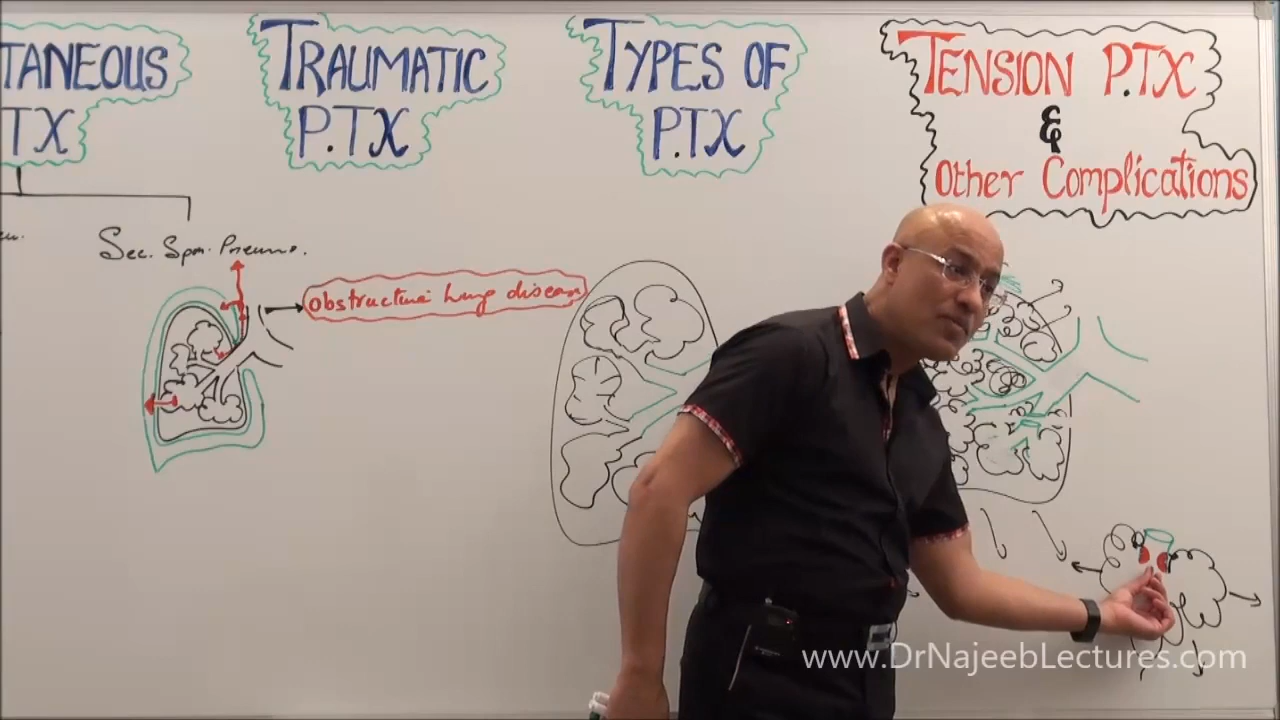 TANEOUS
TX
TRAUMATIC
P.TX
TYPES OF
P.TX
TENSION P.TX
&
Other Complications
Sec. Spon. Pneumo.
Obstructive Lung disease
www.DrNajeebLectures.com